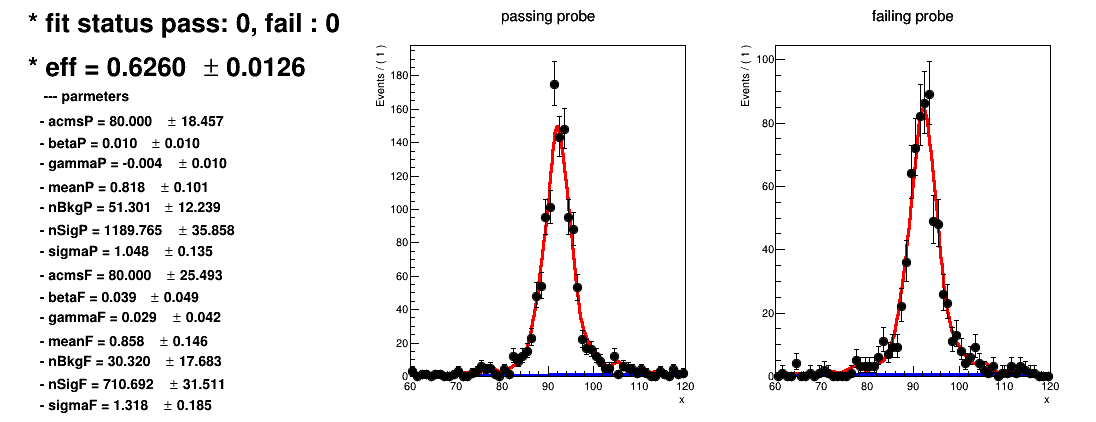 * fit status pass: 0, fail : 0
* eff = 0.6260 ± 0.0126
--- parmeters
- acmsP = 80.000 ± 18.457
- betaP = 0.010 ± 0.010
- gammaP = -0.004 ± 0.010
- meanP = 0.818 ± 0.101
- nBkgP = 51.301 ± 12.239
- nSigP = 1189.765 ± 35.858
- sigmaP = 1.048 ± 0.135
- acmsF = 80.000 ± 25.493
- betaF = 0.039 ± 0.049
- gammaF = 0.029 ± 0.042
- meanF = 0.858 ± 0.146
- nBkgF = 30.320 ± 17.683
- nSigF = 710.692 ± 31.511
- sigmaF = 1.318 ± 0.185
passing probe
Events / ( 1 )
180
160
140
120
100
80
60
40
20
0
60 70 80 90 100 110 120
x
failing probe
Events / ( 1 )
100
80
60
40
20
0
60 70 80 90 100 110 120
x